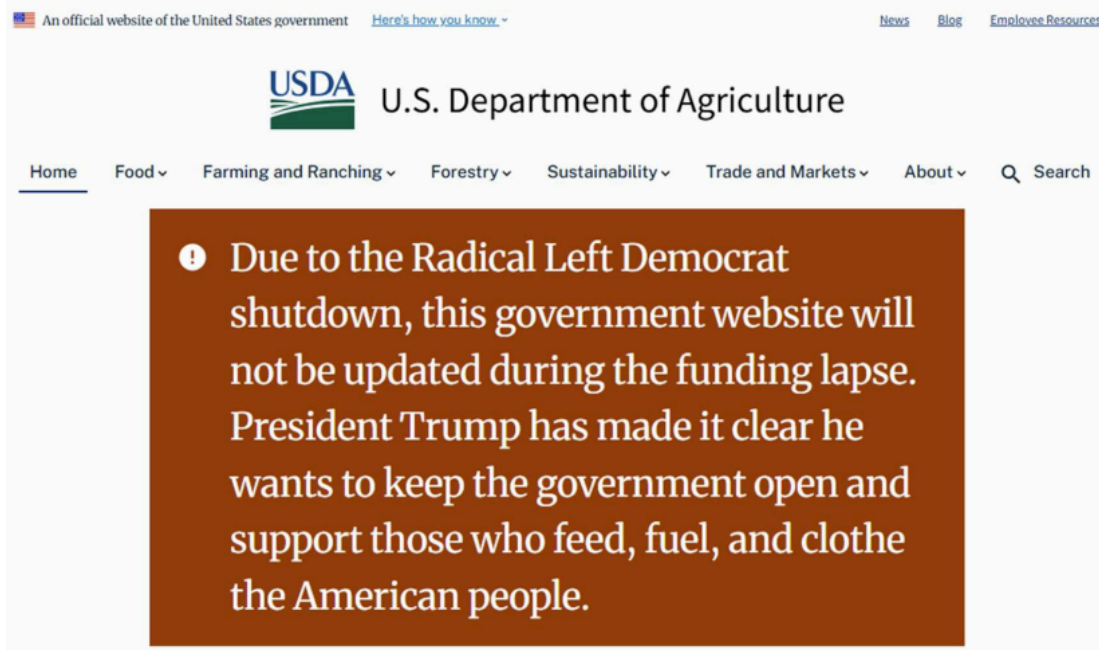 An official website of the United States government Here's how you know
News Blog Employee Resources
USDA
U.S. Department of Agriculture
Home Food Farming and Ranching Forestry Sustainability Trade and Markets About Search
Due to the Radical Left Democrat
shutdown, this government website will
not be updated during the funding lapse.
President Trump has made it clear he
wants to keep the government open and
support those who feed, fuel, and clothe
the American people.